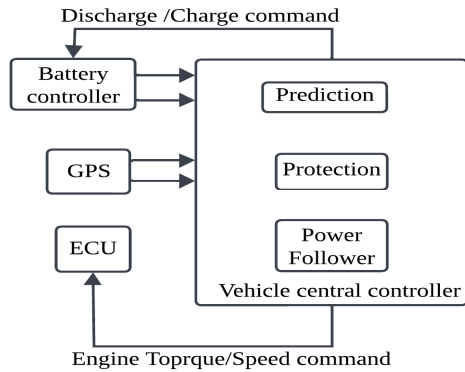 Discharge /Charge command
Battery
controller
Prediction
GPS
Protection
ECU
Power
Follower
Vehicle central controller
Engine Toprque/Speed command